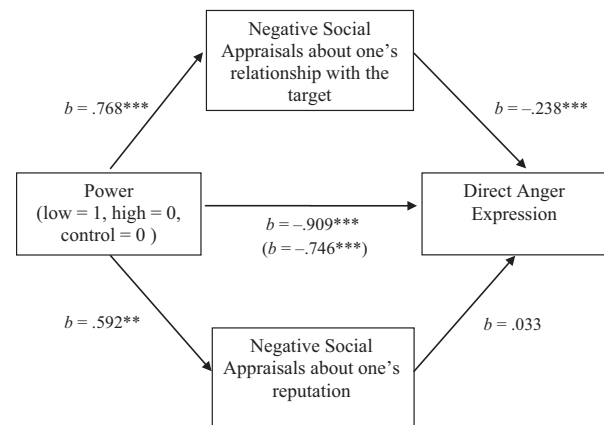 Negative Social
Appraisals about one's
relationship with the
target
b = .768***
b = –.238***
Power
(low = 1, high = 0,
control = 0 )
Direct Anger
Expression
b = –.909***
(b = –.746***)
b = .592**
b = .033
Negative Social
Appraisals about one's
reputation